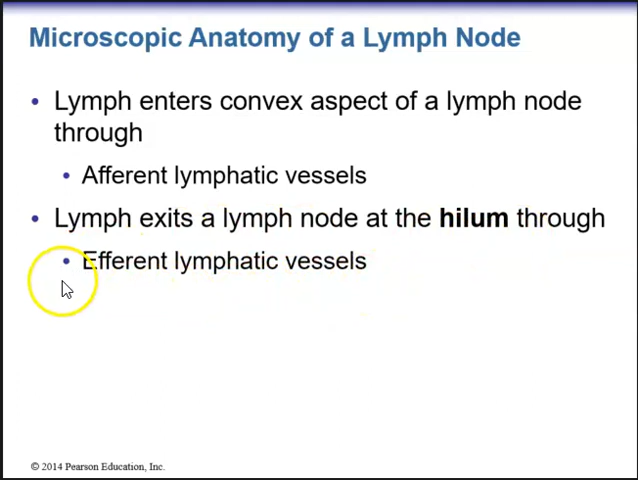 Microscopic Anatomy of a Lymph Node
• Lymph enters convex aspect of a lymph node
through
• Afferent lymphatic vessels
• Lymph exits a lymph node at the hilum through
• Efferent lymphatic vessels
© 2014 Pearson Education, Inc.